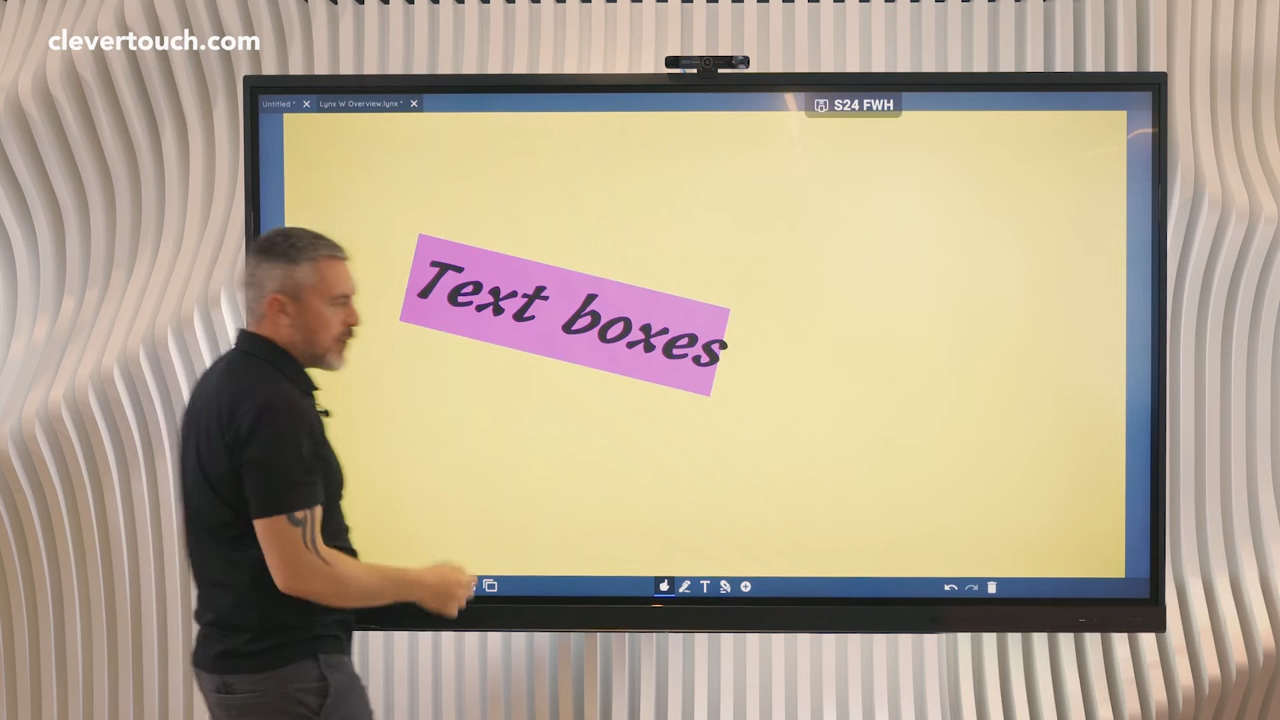 clevertouch.com
Untitled *
Lynx W Overview.lynx *
S24 FWH
Text boxes
T